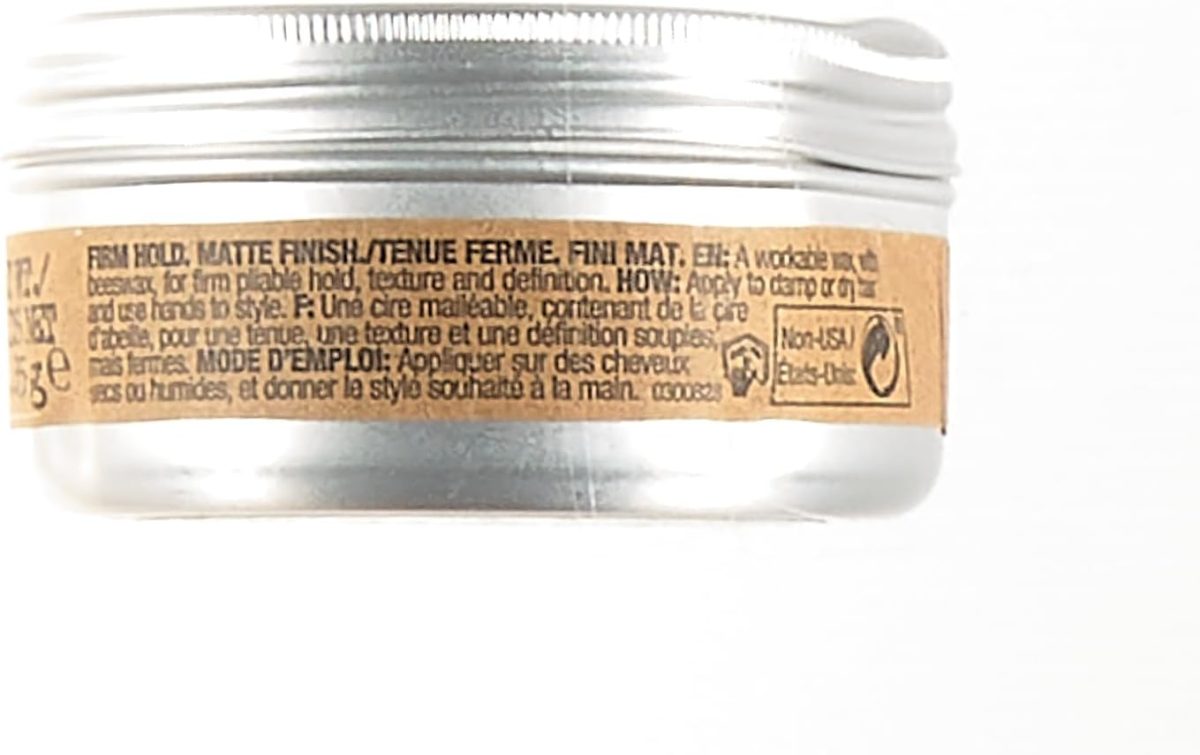 FIRM HOLD. MATTE FINISH./TENUE FERME. FINI MAT. EN: A workable wax, with
beeswax, for firm pliable hold, texture and definition. HOW: Apply to damp or dry hair
and use hands to style. F: Une cire malléable, contenant de la cire
d'abeille, pour une tenue, une texture et une définition souples,
mais fermes. MODE D'EMPLOI: Appliquer sur des cheveux
secs ou humides, et donner le style souhaité à la main. 0300828
Non-USA/
États-Unis
5g e